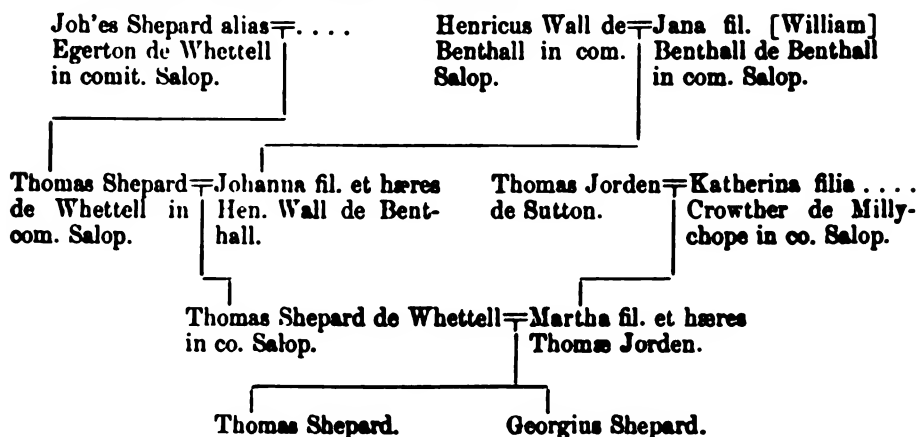 Joh'es Shepard alias=. . . .
Egerton de Whettell
in comit. Salop.
Henricus Wall de=Jana fil. [William]
Benthall in com. Benthall de Benthall
Salop. in com. Salop.
Thomas Shepard=Johanna fil. et hæres
de Whettell in Hen. Wall de Bent-
com. Salop. hall.
Thomas Jorden=Katherina filia . . . .
de Sutton. Crowther de Milly-
chope in co. Salop.
Thomas Shepard de Whettell=Martha fil. et hæres
in co. Salop. Thomæ Jorden.
Thomas Shepard. Georgius Shepard.